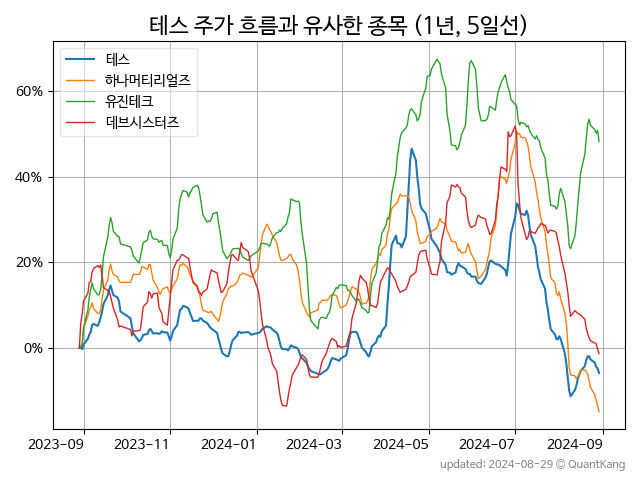 테스 주가 흐름과 유사한 종목 (1년, 5일선)
테스
하나머티리얼즈
유진테크
데브시스터즈
60%
40%
20%
0%
2023-09 2023-11 2024-01 2024-03 2024-05 2024-07 2024-09
updated: 2024-08-29 © QuantKang